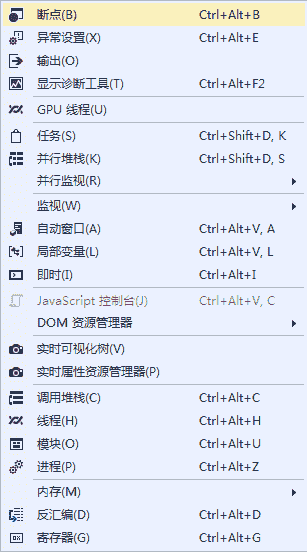 断点(B) Ctrl+Alt+B
异常设置(X) Ctrl+Alt+E
输出(O)
显示诊断工具(T) Ctrl+Alt+F2
GPU 线程(U)
任务(S) Ctrl+Shift+D, K
并行堆栈(K) Ctrl+Shift+D, S
并行监视(R)
监视(W)
自动窗口(A) Ctrl+Alt+V, A
局部变量(L) Ctrl+Alt+V, L
即时(I) Ctrl+Alt+I
JavaScript 控制台(J) Ctrl+Alt+V, C
DOM 资源管理器
实时可视化树(V)
实时属性资源管理器(P)
调用堆栈(C) Ctrl+Alt+C
线程(H) Ctrl+Alt+H
模块(O) Ctrl+Alt+U
进程(P) Ctrl+Alt+Z
内存(M)
反汇编(D) Ctrl+Alt+D
寄存器(G) Ctrl+Alt+G